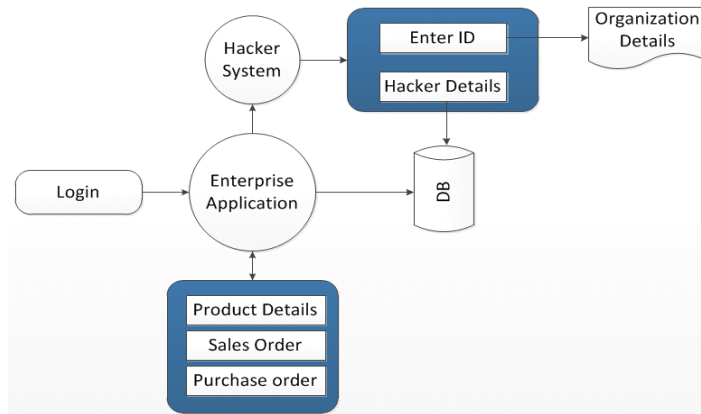 Organization
Details
Enter ID
Hacker
System
Hacker Details
Login
Enterprise
Application
DB
Product Details
Sales Order
Purchase order